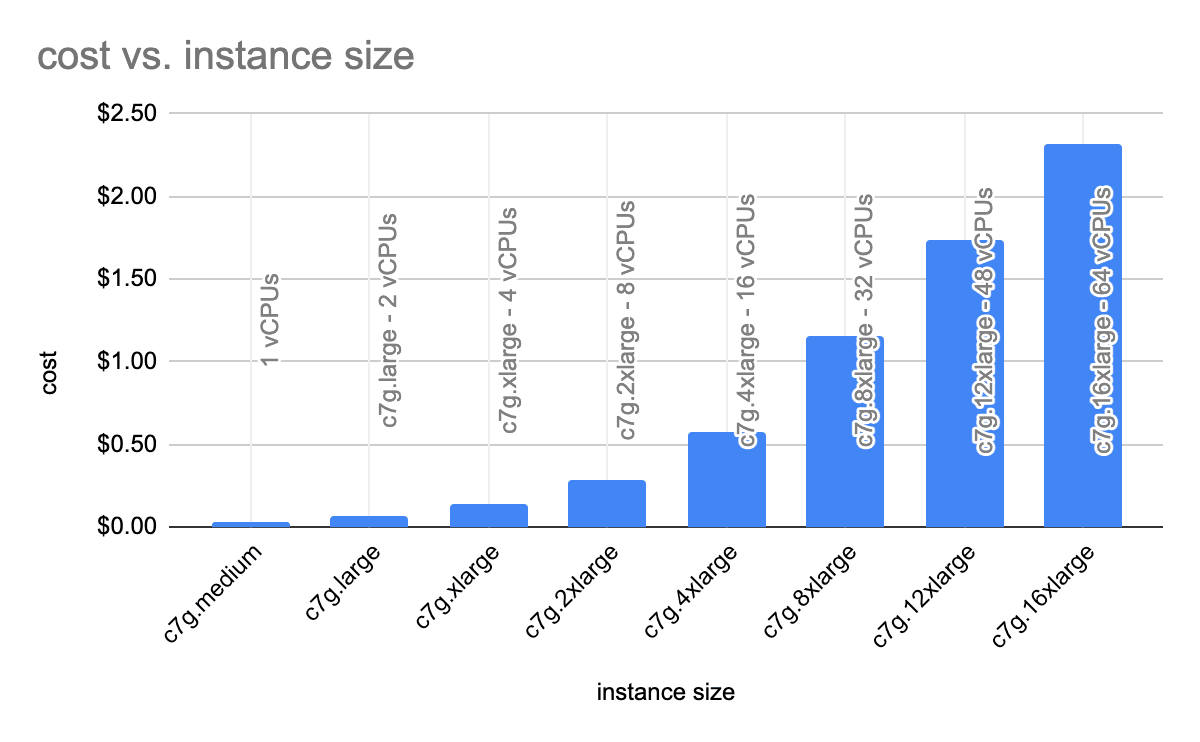 cost vs. instance size
$2.50
$2.00
$1.50
$1.00
$0.50
$0.00
cost
1 vCPUs
c7g.large - 2 vCPUs
c7g.xlarge - 4 vCPUs
c7g.2xlarge - 8 vCPUs
c7g.4xlarge - 16 vCPUs
c7g.8xlarge - 32 vCPUs
c7g.12xlarge - 48 vCPUs
c7g.16xlarge - 64 vCPUs
c7g.medium
c7g.large
c7g.xlarge
c7g.2xlarge
c7g.4xlarge
c7g.8xlarge
c7g.12xlarge
c7g.16xlarge
instance size